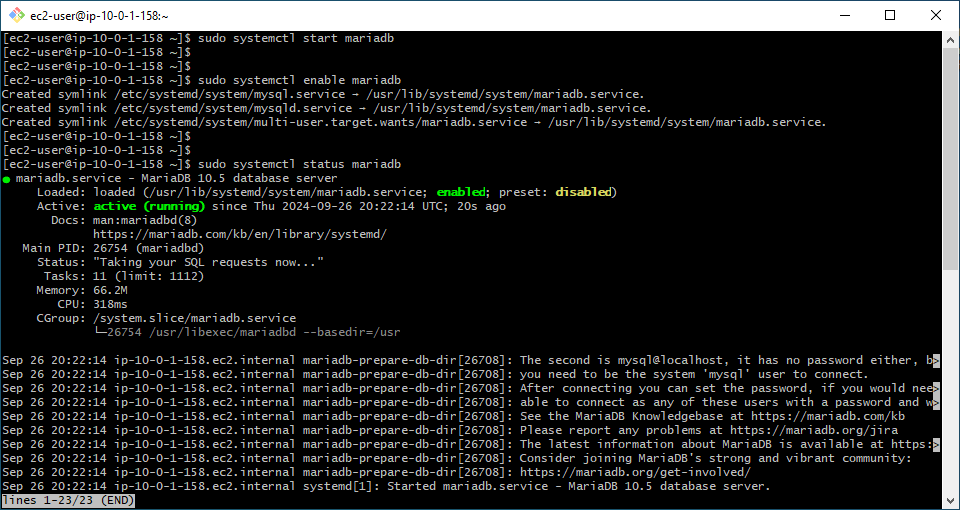 ec2-user@ip-10-0-1-158:~
[ec2-user@ip-10-0-1-158 ~]$ sudo systemctl start mariadb
[ec2-user@ip-10-0-1-158 ~]$
[ec2-user@ip-10-0-1-158 ~]$
[ec2-user@ip-10-0-1-158 ~]$ sudo systemctl enable mariadb
Created symlink /etc/systemd/system/mysql.service → /usr/lib/systemd/system/mariadb.service.
Created symlink /etc/systemd/system/mysqld.service → /usr/lib/systemd/system/mariadb.service.
Created symlink /etc/systemd/system/multi-user.target.wants/mariadb.service → /usr/lib/systemd/system/mariadb.service.
[ec2-user@ip-10-0-1-158 ~]$
[ec2-user@ip-10-0-1-158 ~]$
[ec2-user@ip-10-0-1-158 ~]$ sudo systemctl status mariadb
● mariadb.service - MariaDB 10.5 database server
     Loaded: loaded (/usr/lib/systemd/system/mariadb.service; enabled; preset: disabled)
     Active: active (running) since Thu 2024-09-26 20:22:14 UTC; 20s ago
       Docs: man:mariadbd(8)
             https://mariadb.com/kb/en/library/systemd/
   Main PID: 26754 (mariadbd)
     Status: "Taking your SQL requests now..."
      Tasks: 11 (limit: 1112)
     Memory: 66.2M
        CPU: 318ms
     CGroup: /system.slice/mariadb.service
             └─26754 /usr/libexec/mariadbd --basedir=/usr
Sep 26 20:22:14 ip-10-0-1-158.ec2.internal mariadb-prepare-db-dir[26708]: The second is mysql@localhost, it has no password either, b>
Sep 26 20:22:14 ip-10-0-1-158.ec2.internal mariadb-prepare-db-dir[26708]: you need to be the system 'mysql' user to connect.
Sep 26 20:22:14 ip-10-0-1-158.ec2.internal mariadb-prepare-db-dir[26708]: After connecting you can set the password, if you would nee>
Sep 26 20:22:14 ip-10-0-1-158.ec2.internal mariadb-prepare-db-dir[26708]: able to connect as any of these users with a password and w>
Sep 26 20:22:14 ip-10-0-1-158.ec2.internal mariadb-prepare-db-dir[26708]: See the MariaDB Knowledgebase at https://mariadb.com/kb
Sep 26 20:22:14 ip-10-0-1-158.ec2.internal mariadb-prepare-db-dir[26708]: Please report any problems at https://mariadb.org/jira
Sep 26 20:22:14 ip-10-0-1-158.ec2.internal mariadb-prepare-db-dir[26708]: The latest information about MariaDB is available at https:>
Sep 26 20:22:14 ip-10-0-1-158.ec2.internal mariadb-prepare-db-dir[26708]: Consider joining MariaDB's strong and vibrant community:
Sep 26 20:22:14 ip-10-0-1-158.ec2.internal mariadb-prepare-db-dir[26708]: https://mariadb.org/get-involved/
Sep 26 20:22:14 ip-10-0-1-158.ec2.internal systemd[1]: Started mariadb.service - MariaDB 10.5 database server.
lines 1-23/23 (END)